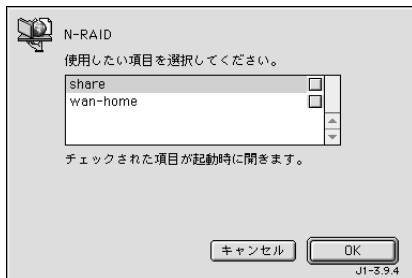 N-RAID
使用したい項目を選択してください。
share
wan-home
チェックされた項目が起動時に開きます。
キャンセル
OK
J1-3.9.4